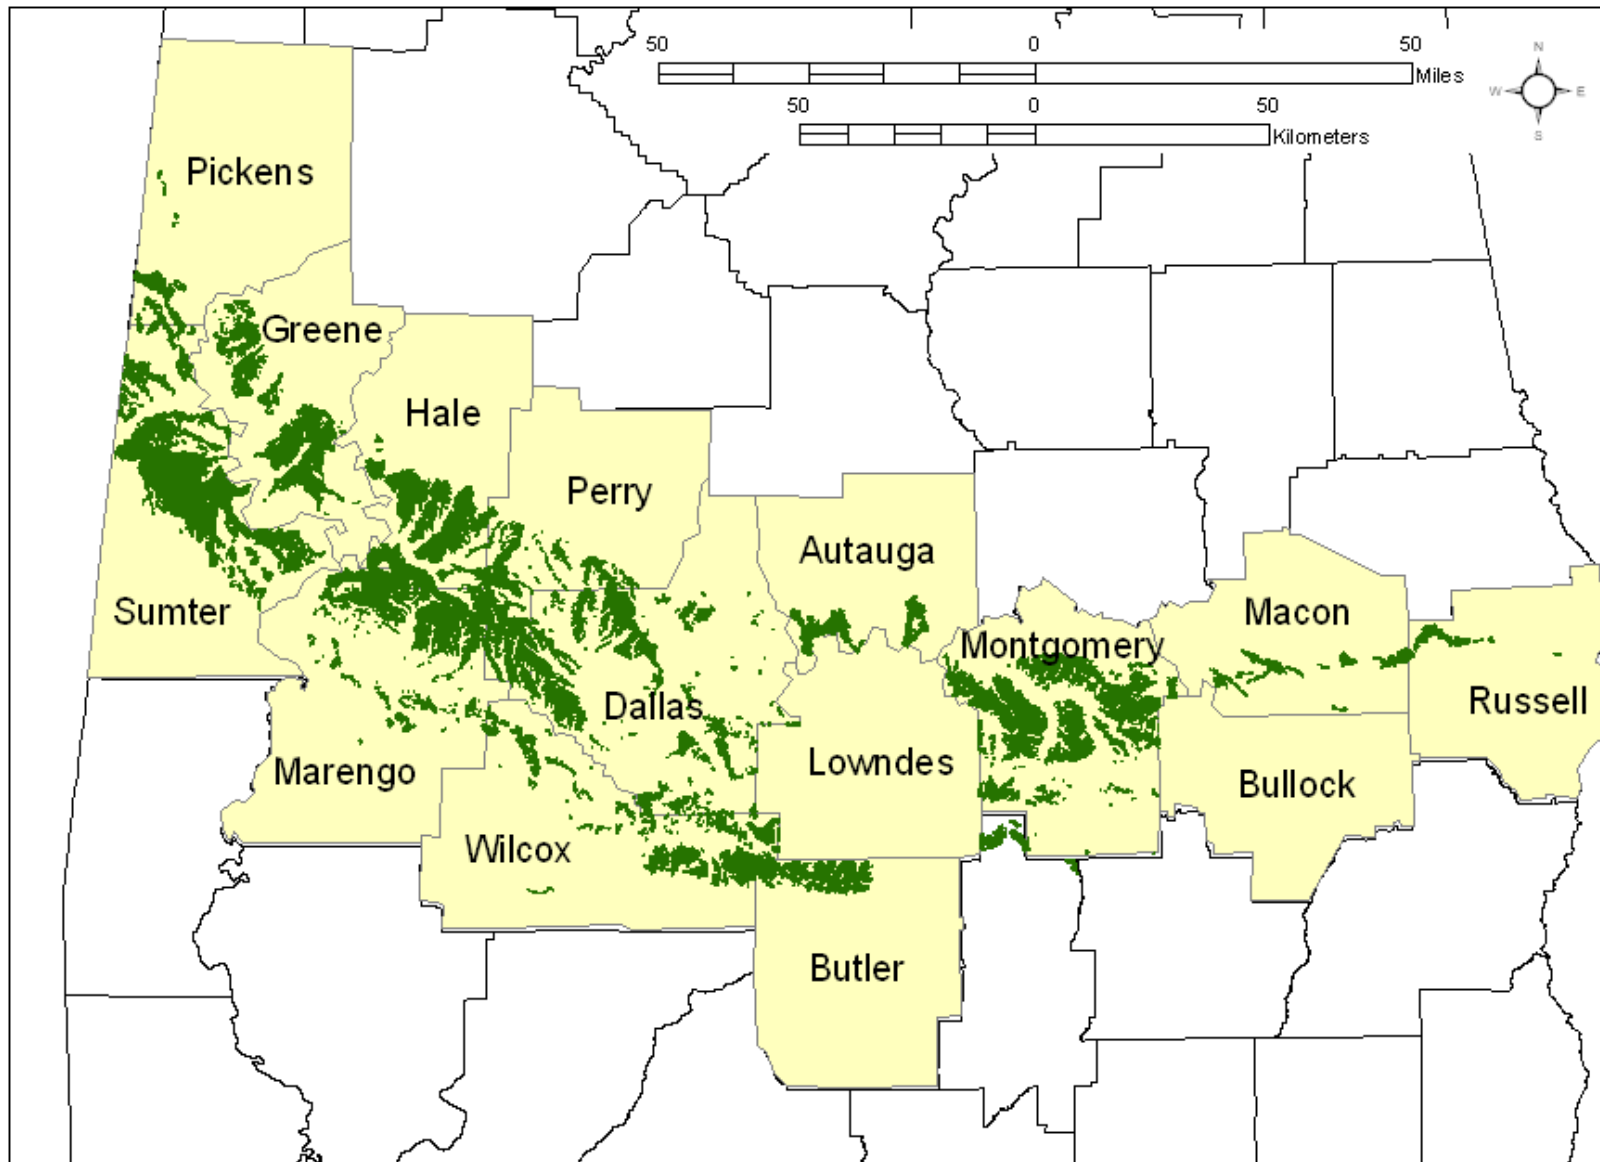 50 0 50
Miles
N
W E
S
50 0 50
Kilometers
Pickens
Greene
Hale
Perry
Autauga
Sumter
Montgomery
Macon
Russell
Dallas
Marengo
Lowndes
Bullock
Wilcox
Butler